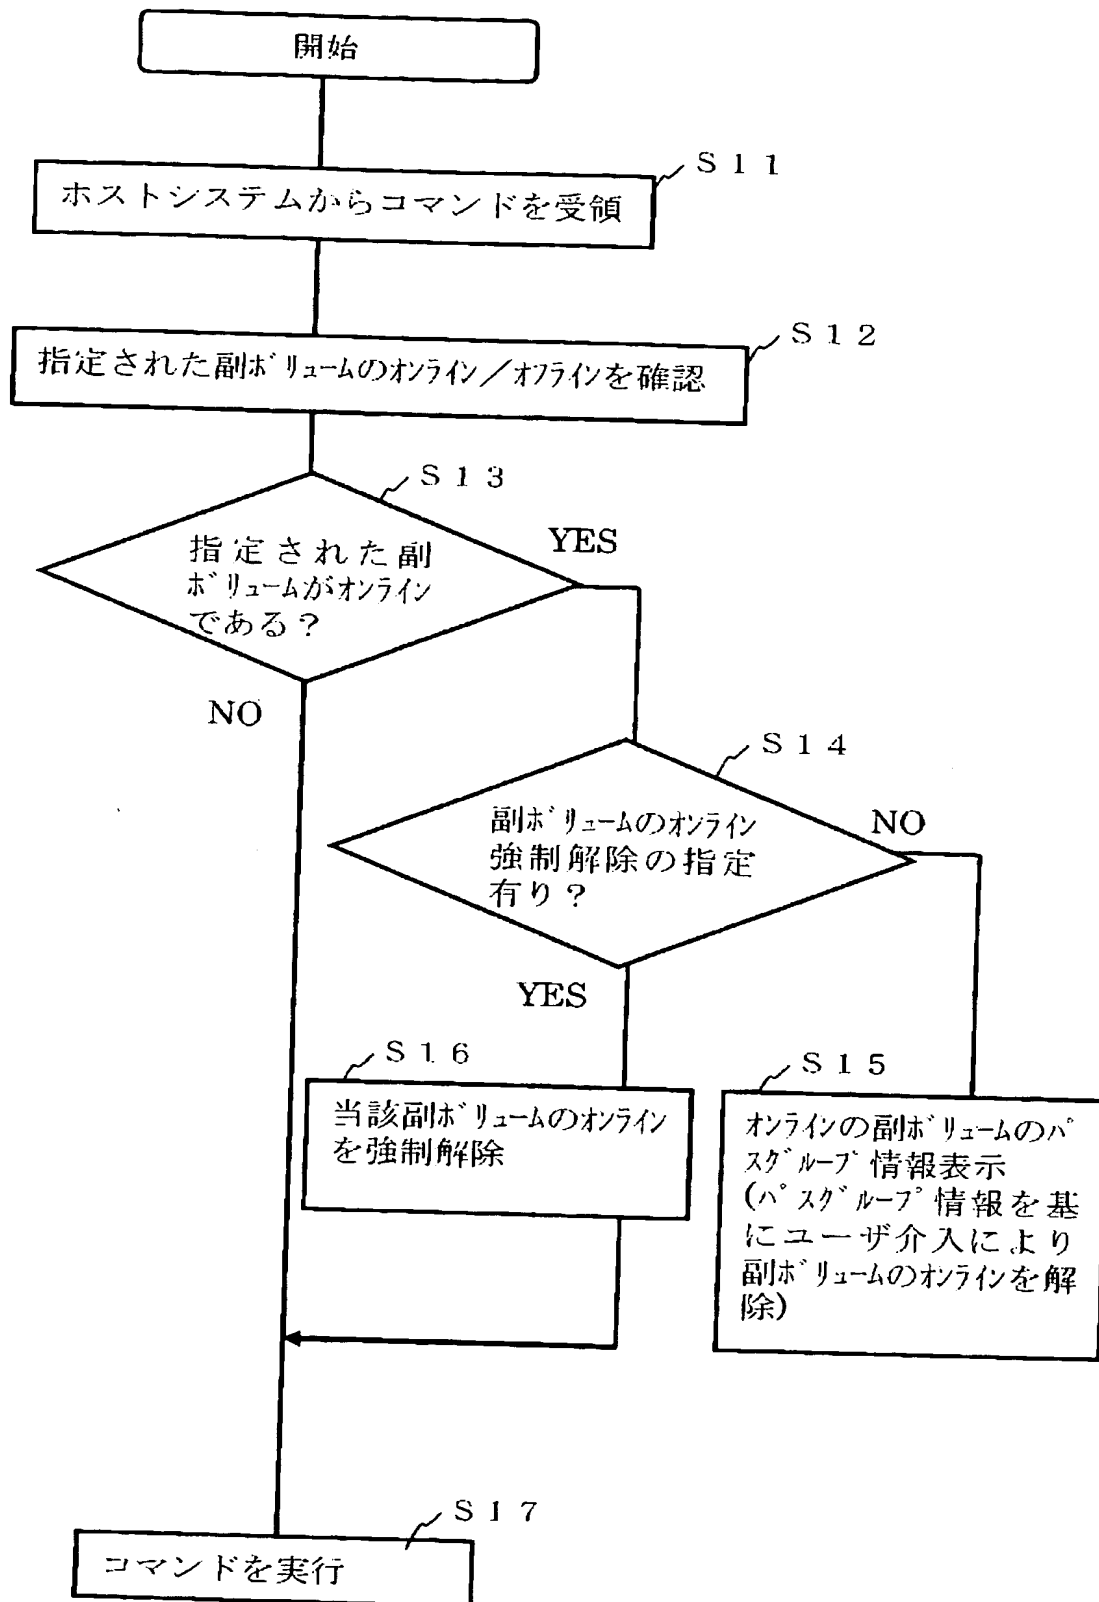 開始
S11
ホストシステムからコマンドを受領
S12
指定された副ボリュームのオンライン／オフラインを確認
S13
指定された副
ボリュームがオンライン
である？
YES
NO
S14
副ボリュームのオンライン
強制解除の指定
有り？
NO
YES
S16
当該副ボリュームのオンライン
を強制解除
S15
オンラインの副ボリュームのパ
スグループ情報表示
(パスグループ情報を基
にユーザ介入により
副ボリュームのオンラインを解
除)
S17
コマンドを実行